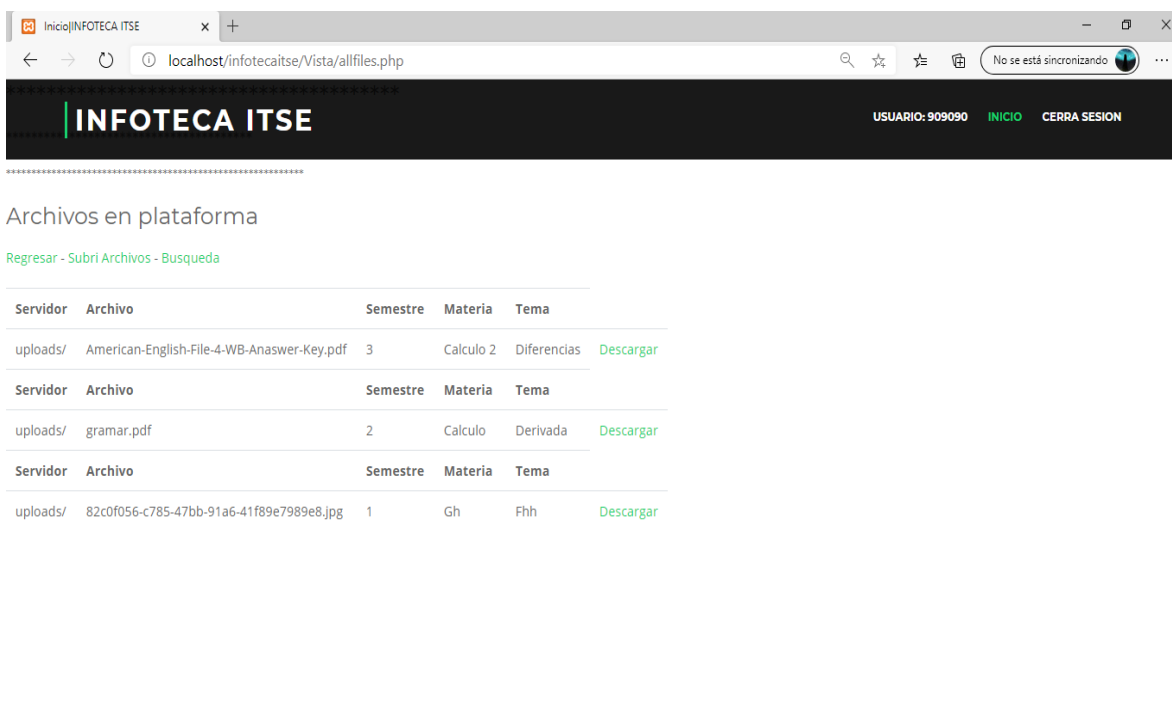 Inicio|INFOTECA ITSE
localhost/infotecaitse/Vista/allfiles.php
No se está sincronizando
****************************************
INFOTECA ITSE
USUARIO: 909090 INICIO CERRA SESION
************************************************************
Archivos en plataforma
Regresar - Subri Archivos - Busqueda
Servidor Archivo Semestre Materia Tema
uploads/ American-English-File-4-WB-Anaswer-Key.pdf 3 Calculo 2 Diferencias Descargar
Servidor Archivo Semestre Materia Tema
uploads/ gramar.pdf 2 Calculo Derivada Descargar
Servidor Archivo Semestre Materia Tema
uploads/ 82c0f056-c785-47bb-91a6-41f89e7989e8.jpg 1 Gh Fhh Descargar